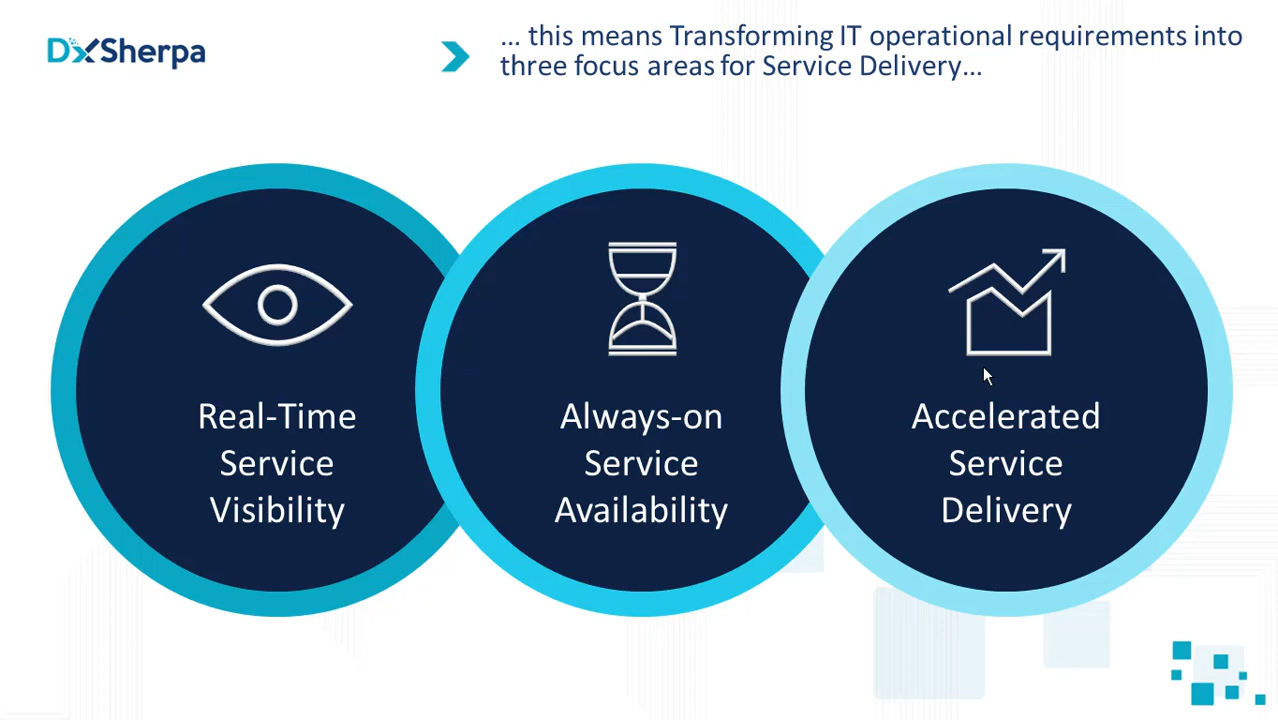 DxSherpa
... this means Transforming IT operational requirements into
three focus areas for Service Delivery...
Real-Time
Service
Visibility
Always-on
Service
Availability
Accelerated
Service
Delivery